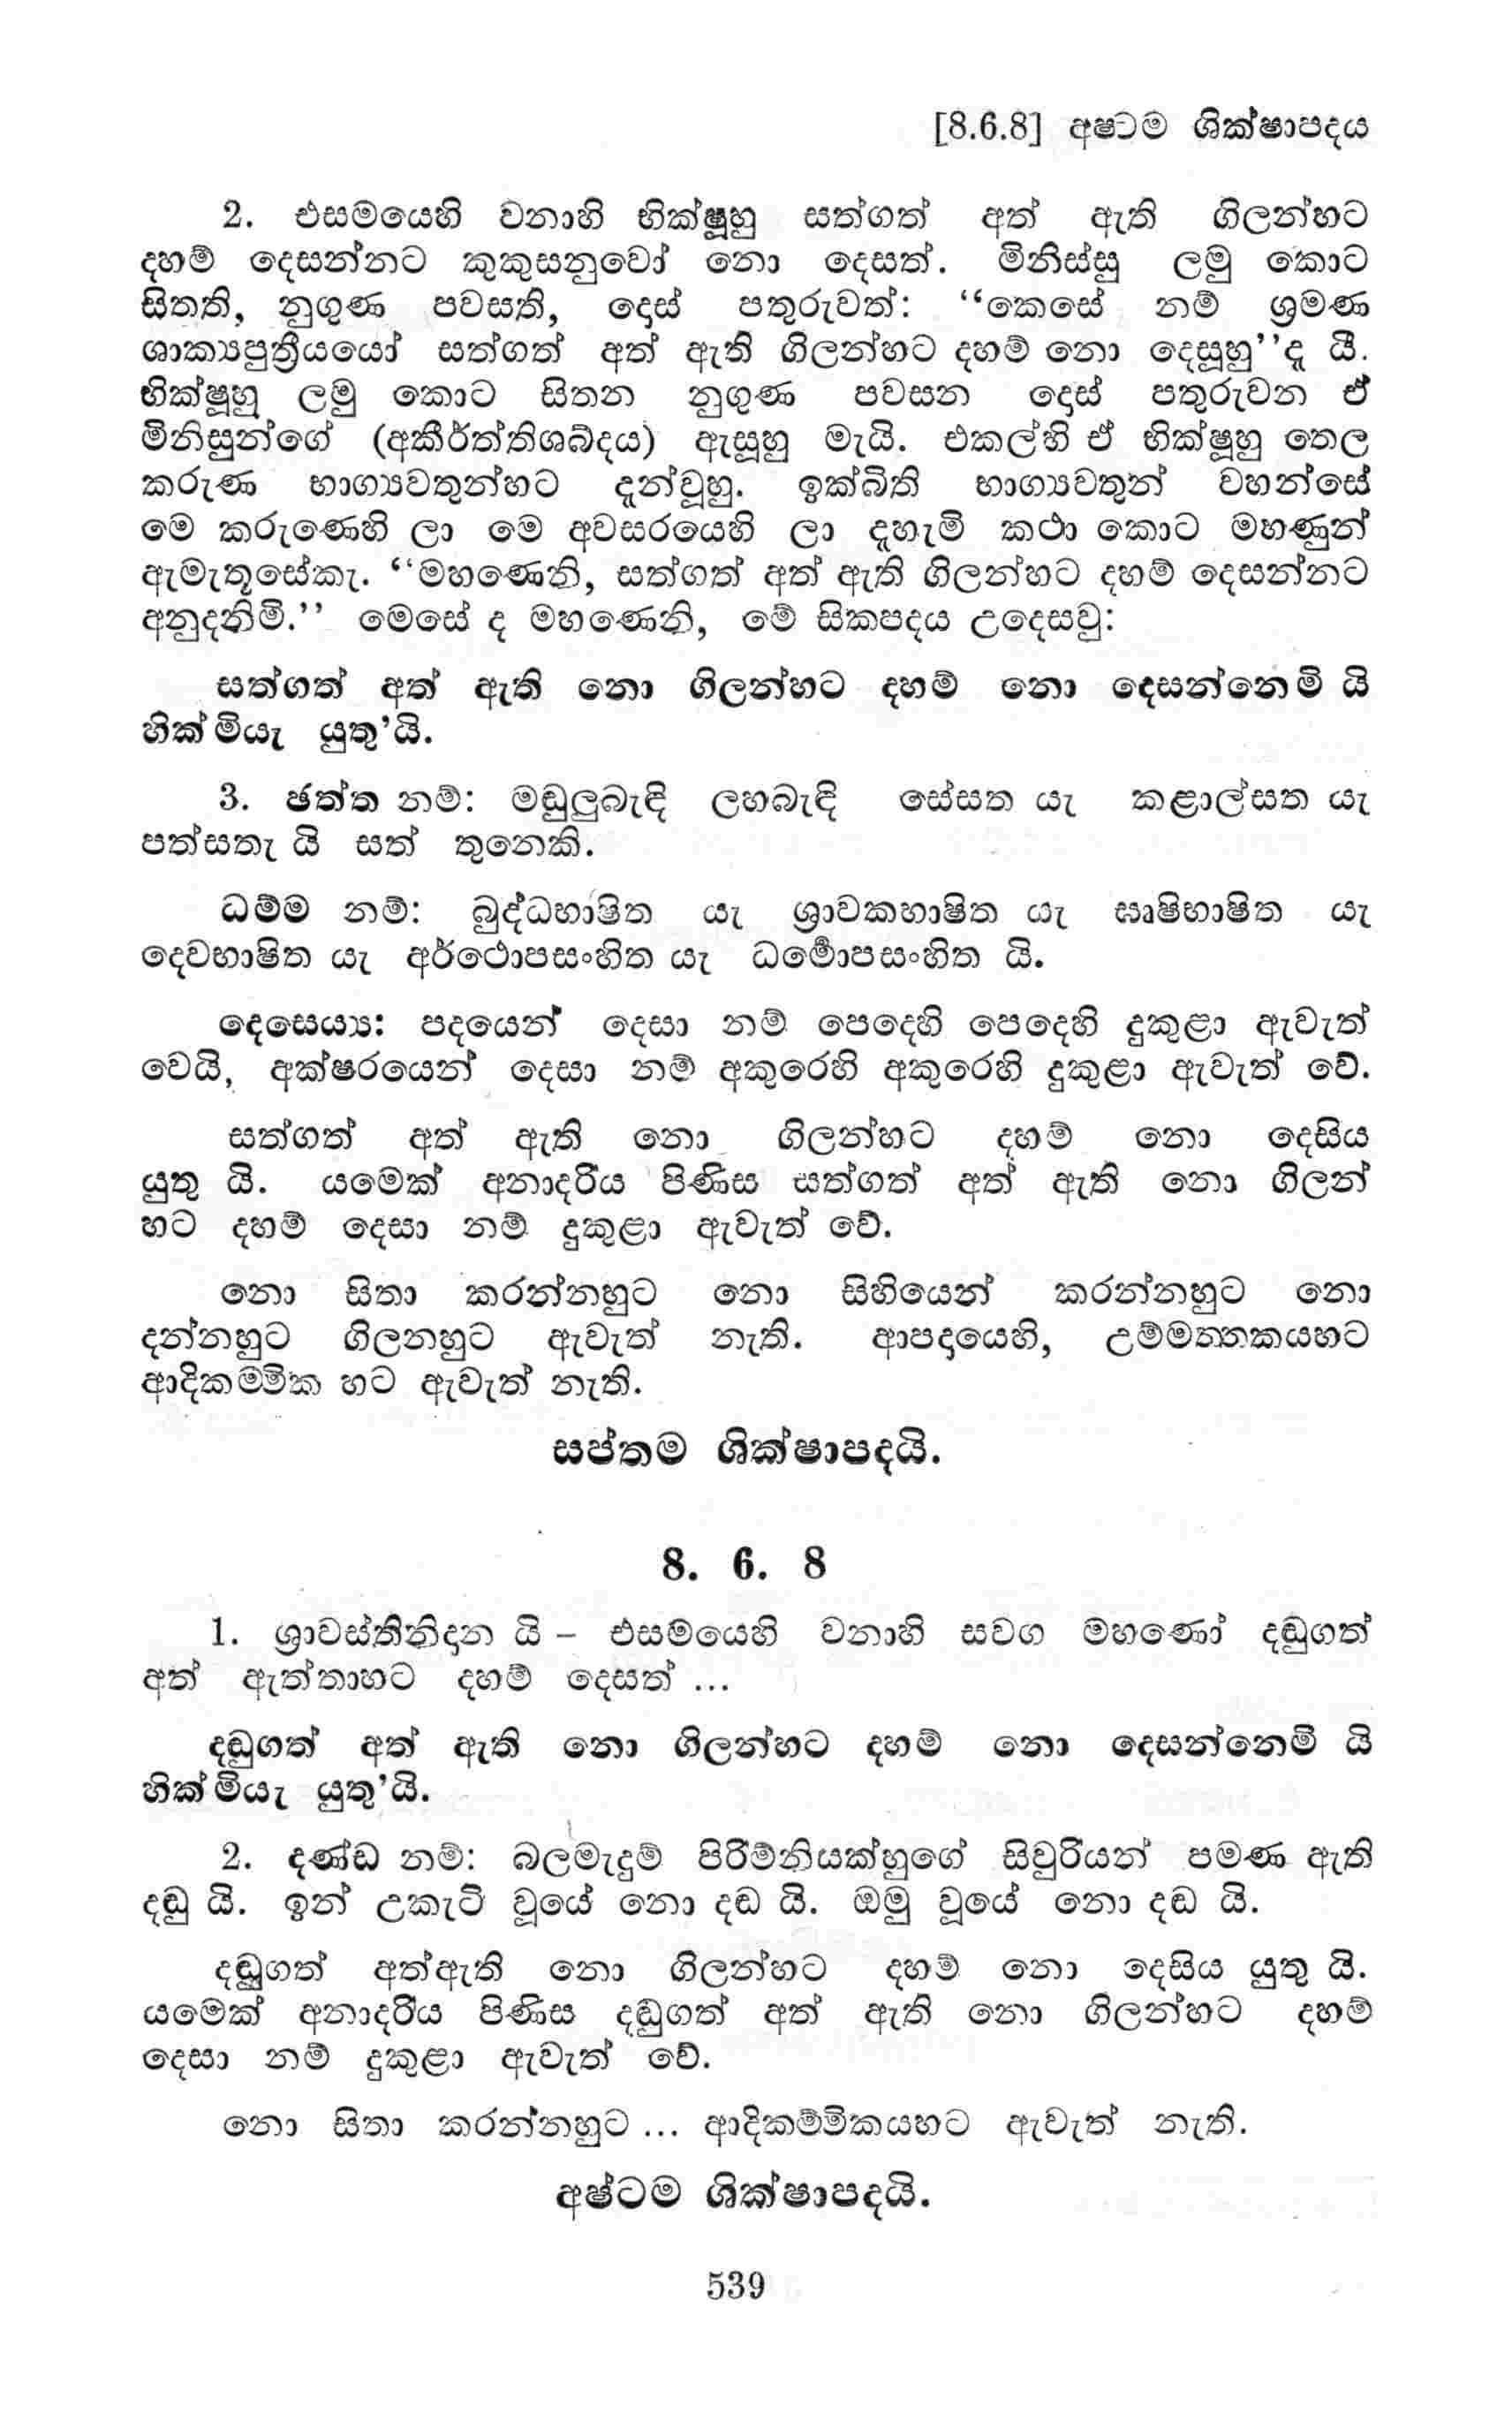 [8.6.8] අෂ්ටම ශික්ෂාපදය
2. එසමයෙහි වනාහි භික්ෂූහු සත්ගත් අත් ඇති ගිලන්හට
දහම් දෙසන්නට කුකුසනුවෝ නො දෙසත්. මිනිස්සු ලමු කොට
සිතති, නුගුණ පවසති, දොස් පතුරුවත්: “කෙසේ නම් ශ්‍රමණ
ශාක්‍යපුත්‍රීයයෝ සත්ගත් අත් ඇති ගිලන්හට දහම් නො දෙසූහු”දැ යී.
භික්ෂූහු ලමු කොට සිතන නුගුණ පවසන දොස් පතුරුවන ඒ
මිනිසුන්ගේ (අකීර්ත්තිශබ්දය) ඇසූහු මැයි. එකල්හි ඒ භික්ෂූහු තෙල
කරුණ භාග්‍යවතුන්හට දැන්වූහු. ඉක්බිති භාග්‍යවතුන් වහන්සේ
මෙ කරුණෙහි ලා මෙ අවසරයෙහි ලා දැහැමි කථා කොට මහණුන්
ඇමැතූසේකැ. “මහණෙනි, සත්ගත් අත් ඇති ගිලන්හට දහම් දෙසන්නට
අනුදනිමි.” මෙසේ ද මහණෙනි, මේ සිකපදය උදෙසවු:
සත්ගත් අත් ඇති නො ගිලන්හට දහම් නො දෙසන්නෙමි යි
හික්මියැ යුතු’යි.
3. ඡත්ත නම්: මඬුලුබැඳි ලහබැඳි සේසත යැ කළාල්සත යැ
පත්සතැ යි සත් තුනෙකි.
ධම්ම නම්: බුද්ධභාෂිත යැ ශ්‍රාවකභාෂිත යැ ඍෂිභාෂිත යැ
දෙවභාෂිත යැ අර්ථොපසංහිත යැ ධර්‍මොපසංහිත යි.
දෙසෙය්‍ය: පදයෙන් දෙසා නම් පෙදෙහි පෙදෙහි දුකුළා ඇවැත්
වෙයි, අක්ෂරයෙන් දෙසා නම් අකුරෙහි අකුරෙහි දුකුළා ඇවැත් වේ.
සත්ගත් අත් ඇති නො ගිලන්හට දහම් නො දෙසිය
යුතු යි. යමෙක් අනාදරිය පිණිස සත්ගත් අත් ඇති නො ගිලන්
හට දහම් දෙසා නම් දුකුළා ඇවැත් වේ.
නො සිතා කරන්නහුට නො සිහියෙන් කරන්නහුට නො
දන්නහුට ගිලනහුට ඇවැත් නැති. ආපදායෙහි, උම්මත්තකයහට
ආදිකම්මික හට ඇවැත් නැති.
සප්තම ශික්ෂාපදයි.
8. 6. 8
1. ශ්‍රාවස්තිනිදාන යි – එසමයෙහි වනාහි සවග මහණෝ දඬුගත්
අත් ඇත්තාහට දහම් දෙසත් ...
දඬුගත් අත් ඇති නො ගිලන්හට දහම් නො දෙසන්නෙමි යි
හික්මියැ යුතු’යි.
2. දණ්ඩ නම්: බලමැදුම් පිරිමිනියක්හුගේ සිවුරියන් පමණ ඇති
දඬු යි. ඉන් උකැටි වූයේ නො දඬ යි. ඔමු වූයේ නො දඬ යි.
දඬුගත් අත්ඇති නො ගිලන්හට දහම් නො දෙසිය යුතු යි.
යමෙක් අනාදරිය පිණිස දඬුගත් අත් ඇති නො ගිලන්හට දහම්
දෙසා නම් දුකුළා ඇවැත් වේ.
නො සිතා කරන්නහුට ... ආදිකම්මිකයහට ඇවැත් නැති.
අෂ්ටම ශික්ෂාපදයි.
539